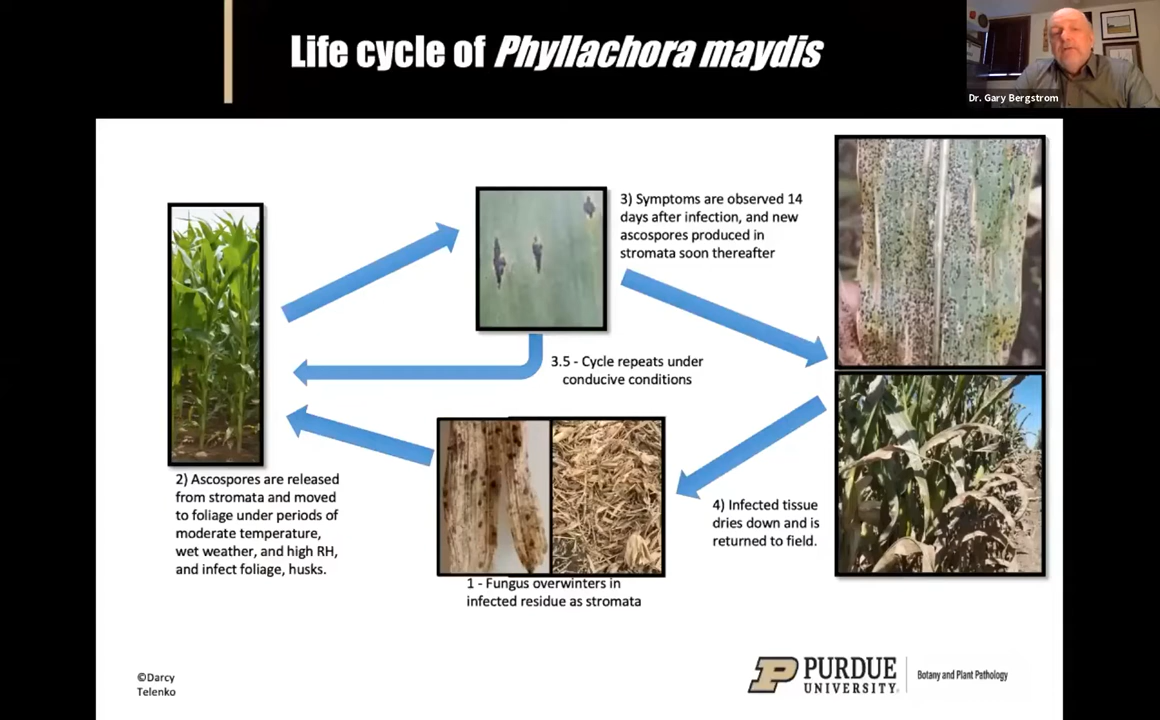 Life cycle of Phyllachora maydis
Dr. Gary Bergstrom
3) Symptoms are observed 14
days after infection, and new
ascospores produced in
stromata soon thereafter
3.5 - Cycle repeats under
conducive conditions
2) Ascospores are released
from stromata and moved
to foliage under periods of
moderate temperature,
wet weather, and high RH,
and infect foliage, husks.
4) Infected tissue
dries down and is
returned to field.
1 - Fungus overwinters in
infected residue as stromata
©Darcy
Telenko
P
PURDUE
UNIVERSITY
Botany and Plant Pathology